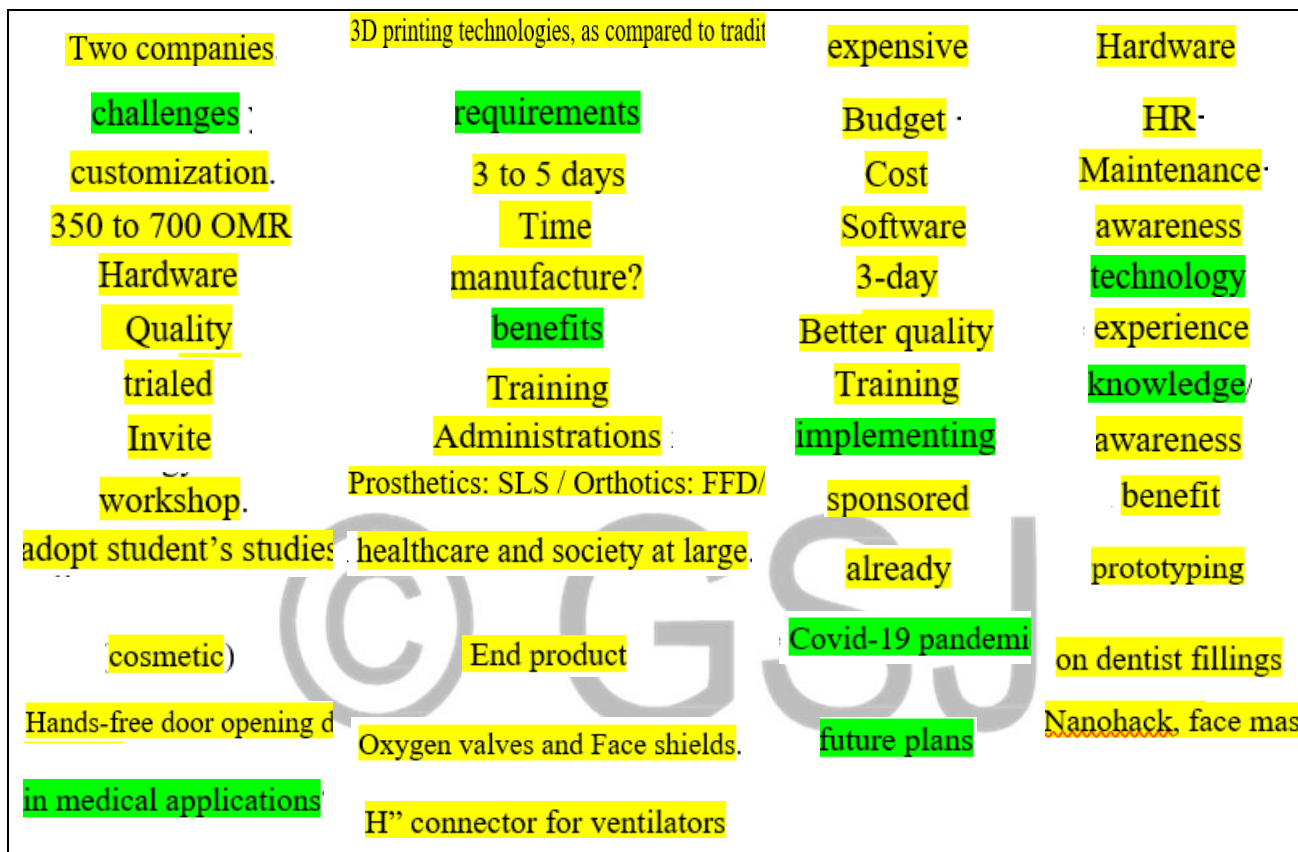 Two companies
3D printing technologies, as compared to tradit
expensive
Hardware
challenges
requirements
Budget
HR
customization.
3 to 5 days
Cost
Maintenance
350 to 700 OMR
Time
Software
awareness
Hardware
manufacture?
3-day
technology
Quality
benefits
Better quality
experience
trialed
Training
Training
knowledge/
Invite
Administrations :
implementing
awareness
workshop.
Prosthetics: SLS / Orthotics: FFD/
sponsored
benefit
adopt student's studies
healthcare and society at large.
already
prototyping
cosmetic)
End product
Covid-19 pandemi
on dentist fillings
Hands-free door opening d
Oxygen valves and Face shields.
future plans
Nanohack, face mas
in medical applications
H” connector for ventilators
© GSJ